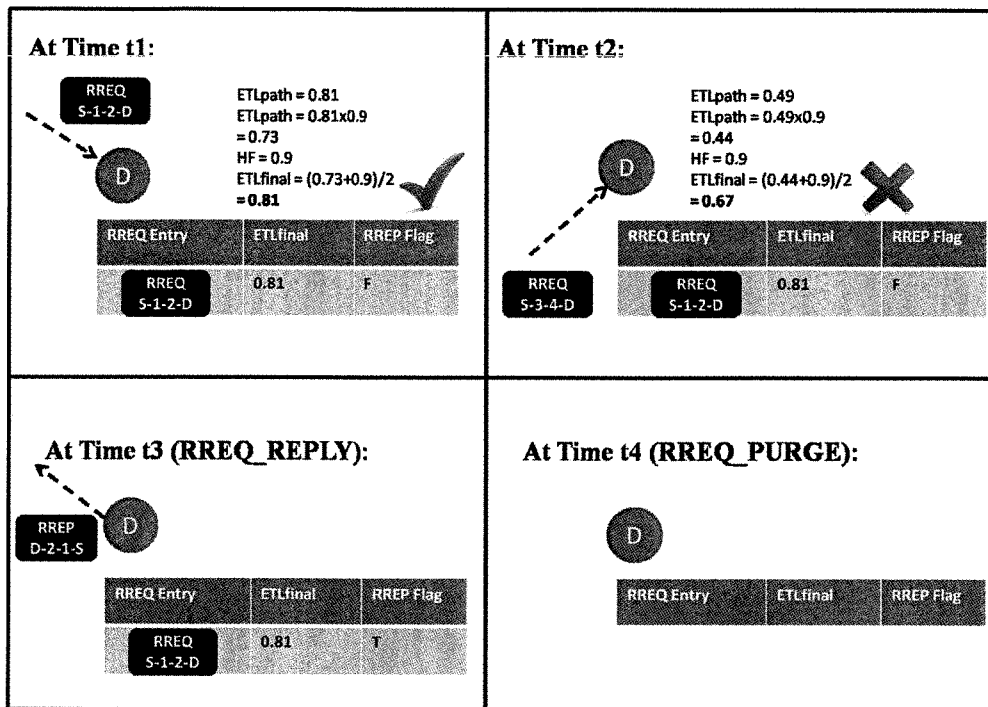 At Time t1:
RREQ
S-1-2-D
ETLpath = 0.81
ETLpath = 0.81x0.9
= 0.73
HF = 0.9
ETLfinal = (0.73+0.9)/2
= 0.81
D
RREQ Entry ETLfinal RREP Flag
RREQ
S-1-2-D
0.81 F
At Time t2:
ETLpath = 0.49
ETLpath = 0.49x0.9
= 0.44
HF = 0.9
ETLfinal = (0.44+0.9)/2
= 0.67
D
RREQ
S-3-4-D
RREQ Entry ETLfinal RREP Flag
RREQ
S-1-2-D
0.81 F
At Time t3 (RREQ_REPLY):
D
RREP
D-2-1-S
RREQ Entry ETLfinal RREP Flag
RREQ
S-1-2-D
0.81 T
At Time t4 (RREQ_PURGE):
D
RREQ Entry ETLfinal RREP Flag